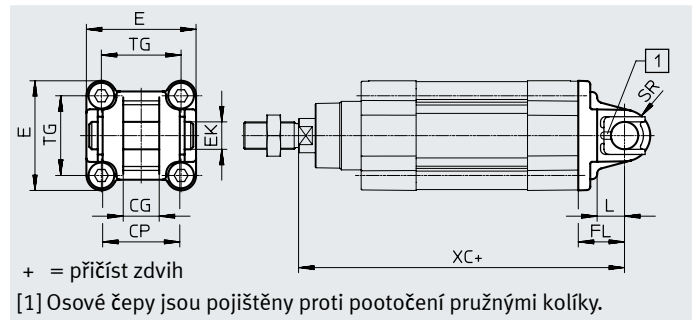 E
TG
E
TG
EK
CG
CP
1
SR
L
FL
XC+
+ = přičíst zdvih
[1] Osové čepy jsou pojištěny proti pootočení pružnými kolíky.